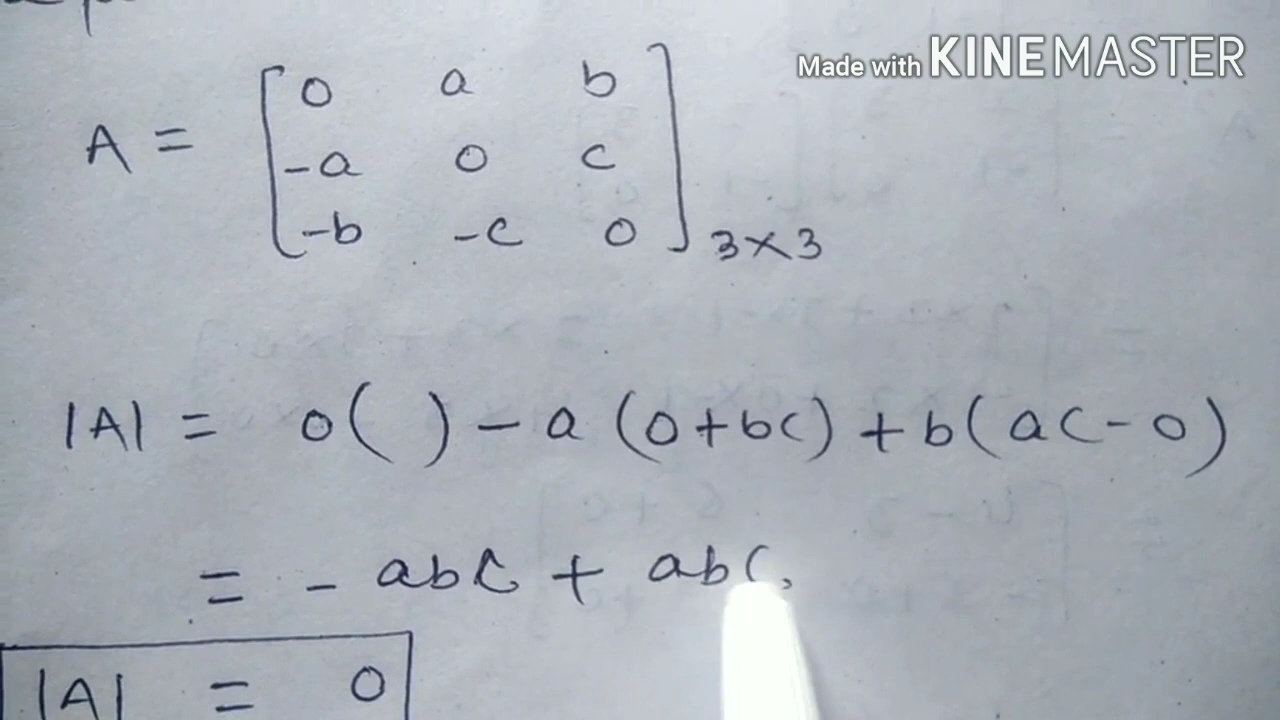 Made with KINEMASTER
A = [ 0 a b
-a 0 c
-b -c 0 ] 3×3
|A| = 0( ) - a (0+bc) + b(ac-0)
= - abc + abc
|A| = 0